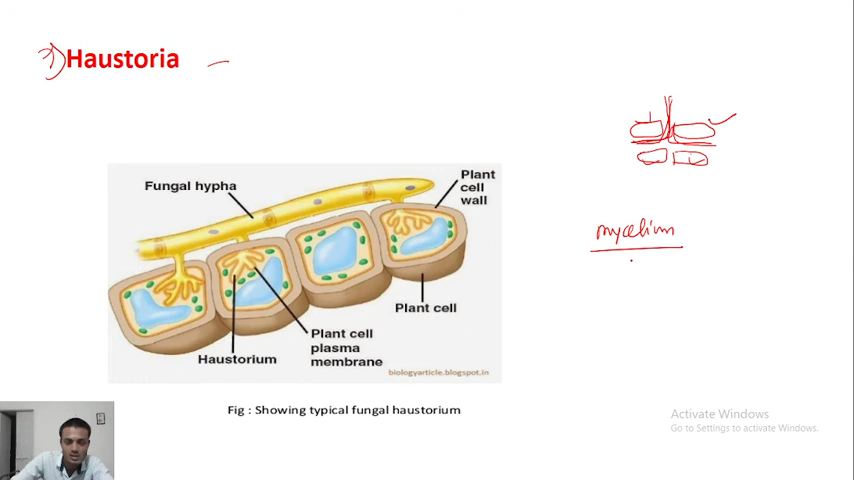 1) Haustoria
Fungal hypha
Plant
cell
wall
mycelium
Plant cell
Plant cell
plasma
membrane
Haustorium
biologyarticle.blogspot.in
Fig : Showing typical fungal haustorium
Activate Windows
Go to Settings to activate Windows.